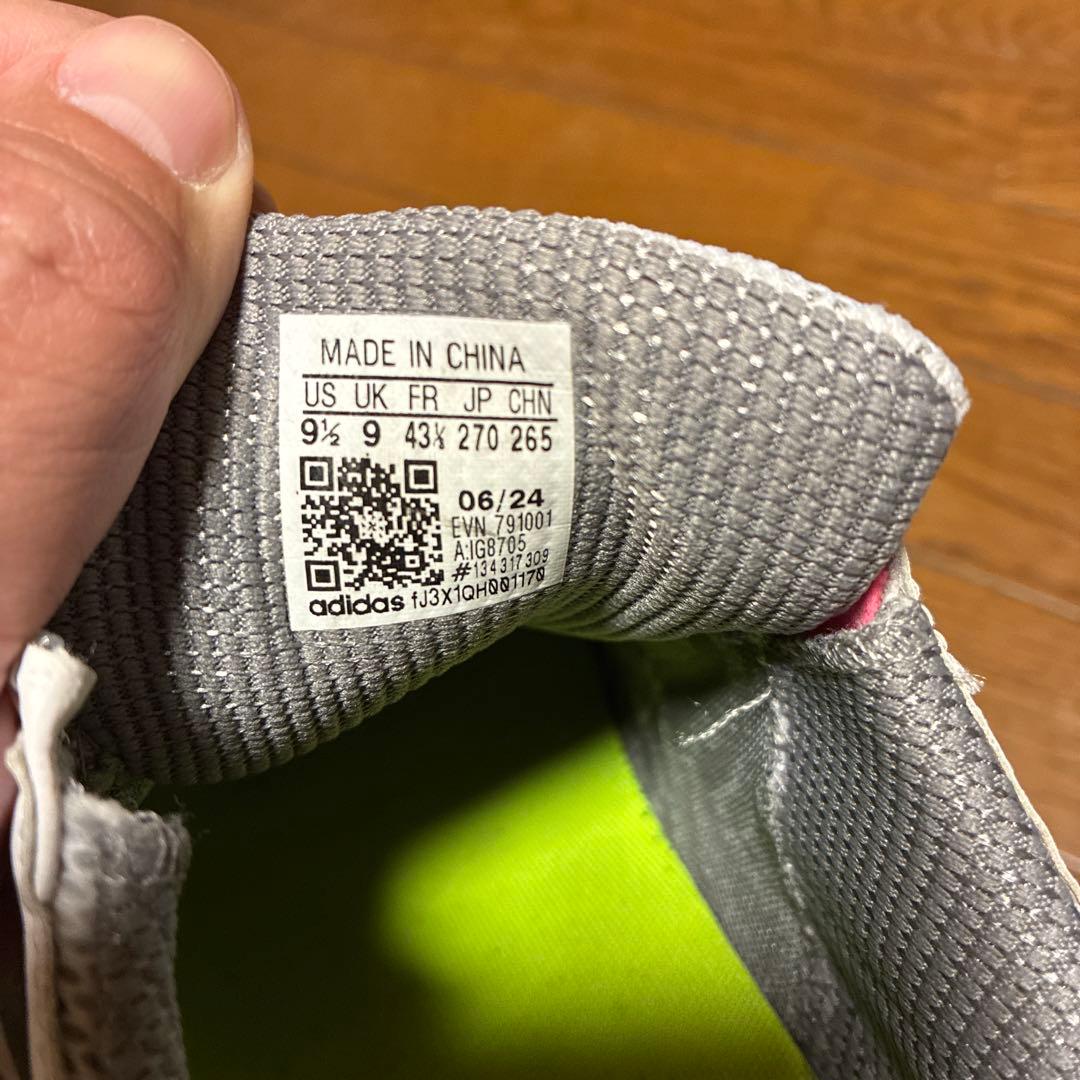 MADE IN CHINA
US UK FR JP CHN
9½ 9 43⅓ 270 265
06/24
EVN 791001
A:IG8705
#134317309
adidas fJ3X1QH001170